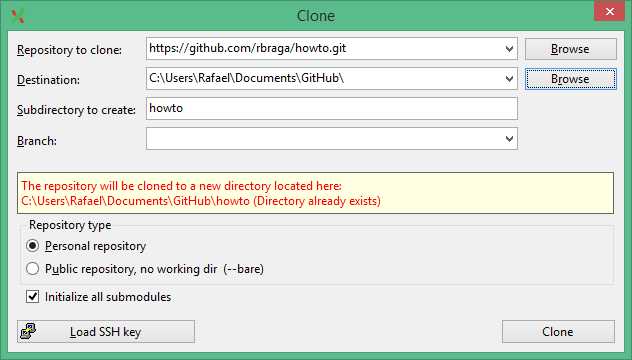 Clone
Repository to clone: https://github.com/rbraga/howto.git Browse
Destination: C:\Users\Rafael\Documents\GitHub\ Browse
Subdirectory to create: howto
Branch:
The repository will be cloned to a new directory located here:
C:\Users\Rafael\Documents\GitHub\howto (Directory already exists)
Repository type
Personal repository
Public repository, no working dir (--bare)
Initialize all submodules
Load SSH key Clone